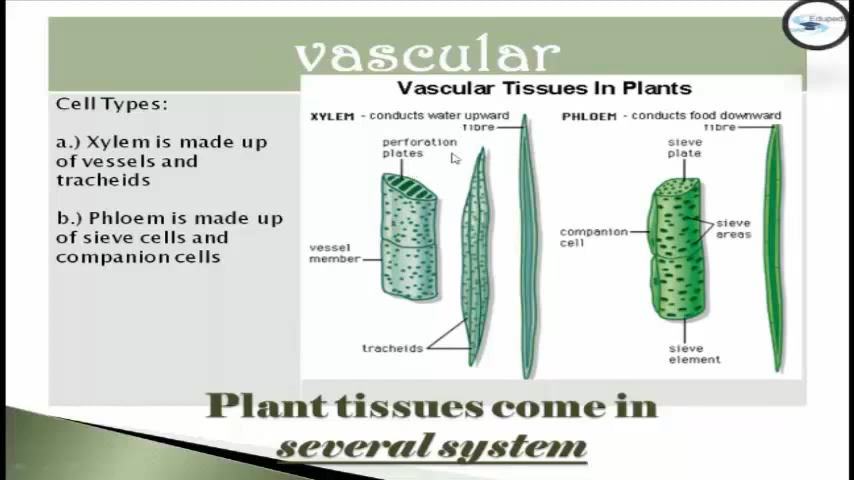 Eduped
vascular
Cell Types:
a.) Xylem is made up
of vessels and
tracheids
b.) Phloem is made up
of sieve cells and
companion cells
Vascular Tissues In Plants
XYLEM - conducts water upward
fibre
perforation
plates
vessel
member
tracheids
PHLOEM - conducts food downward
fibre
sieve
plate
companion
cell
sieve
areas
sieve
element
Plant tissues come in
several system